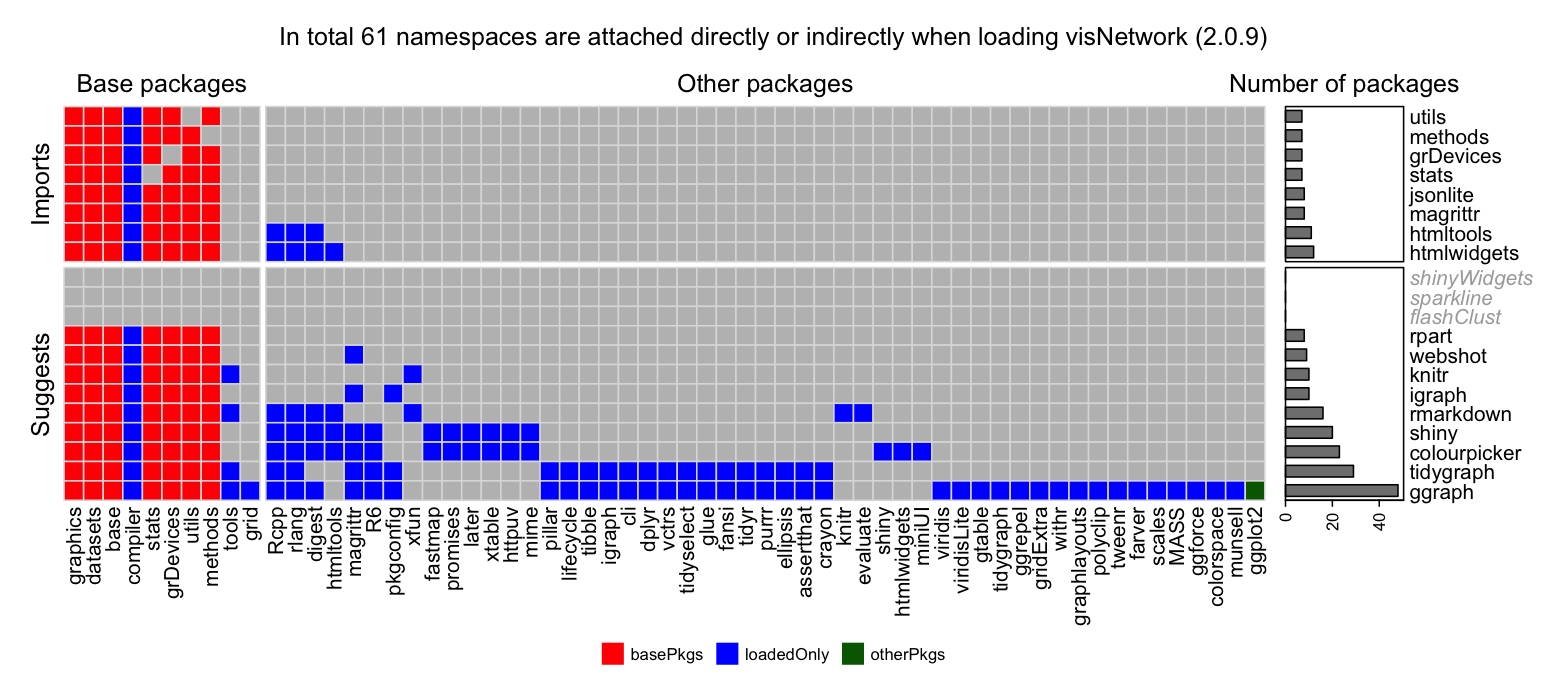 In total 61 namespaces are attached directly or indirectly when loading visNetwork (2.0.9)
Base packages
Other packages
Number of packages
Imports
utils
methods
grDevices
stats
jsonlite
magrittr
htmltools
htmlwidgets
Suggests
shinyWidgets
sparkline
flashClust
rpart
webshot
knitr
igraph
rmarkdown
shiny
colourpicker
tidygraph
ggraph
graphics
datasets
base
compiler
stats
grDevices
utils
methods
tools
grid
Rcpp
rlang
digest
htmltools
magrittr
R6
pkgconfig
xfun
fastmap
promises
later
xtable
httpuv
mime
pillar
lifecycle
tibble
igraph
cli
dplyr
vctrs
tidyselect
glue
fansi
tidyr
purrr
ellipsis
assertthat
crayon
knitr
evaluate
shiny
htmlwidgets
miniUI
viridis
viridisLite
gtable
tidygraph
ggrepel
gridExtra
withr
graphlayouts
polyclip
tweenr
farver
scales
MASS
ggforce
colorspace
munsell
ggplot2
0
20
40
basePkgs
loadedOnly
otherPkgs